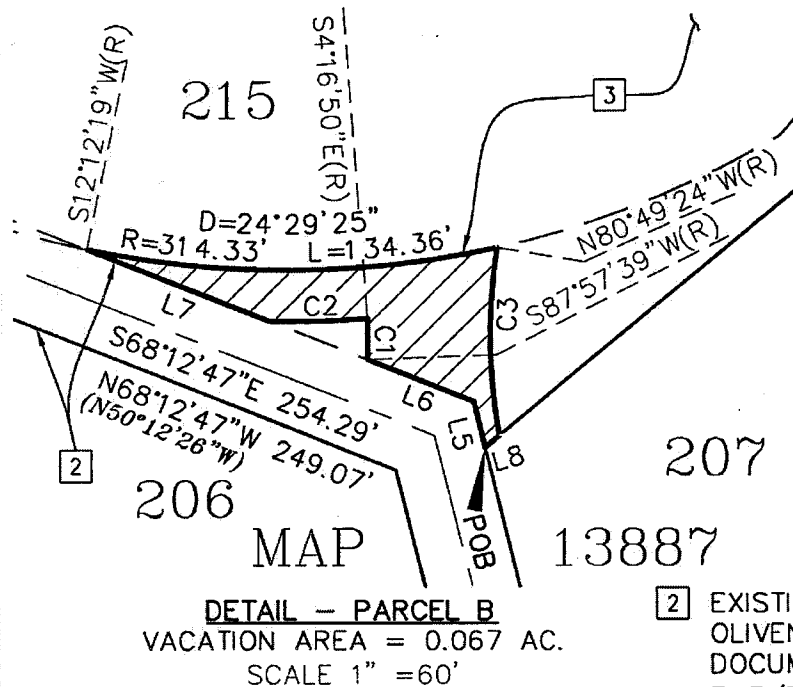 S12°12'19"W(R)
215
S4°16'50"E(R)
3
D=24°29'25"
R=314.33' L=134.36'
N80°49'24"W(R)
S87°57'39"W(R)
L7
C2
C1
C3
L6
L5
L8
S68°12'47"E 254.29'
N68°12'47"W 249.07'
(N50°12'26"W)
2
206
207
POB
MAP 13887
DETAIL - PARCEL B
VACATION AREA = 0.067 AC.
SCALE 1" =60'
2 EXISTI
OLIVEN
DOCUM